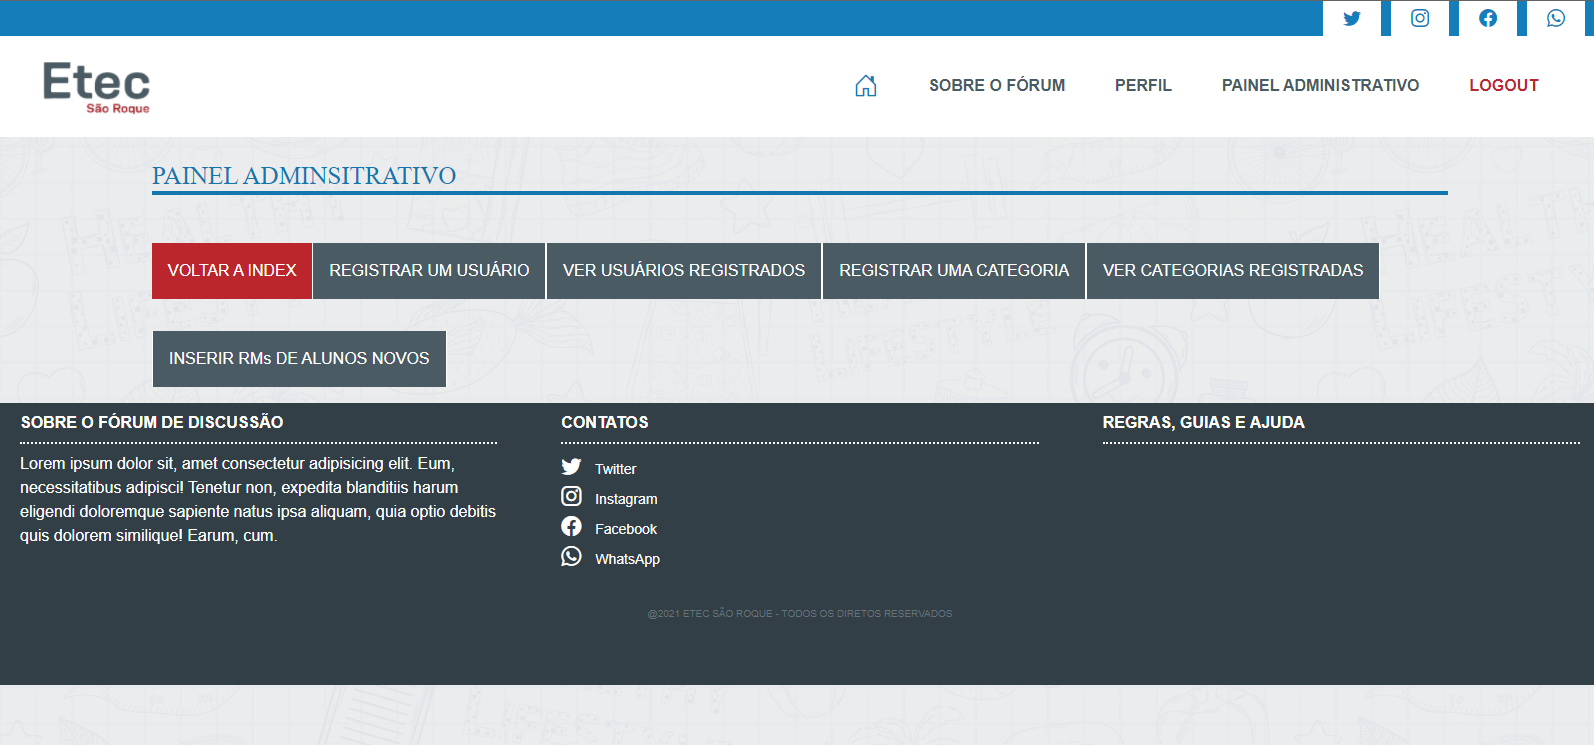 Etec
São Roque
SOBRE O FÓRUM
PERFIL
PAINEL ADMINISTRATIVO
LOGOUT
PAINEL ADMINSITRATIVO
VOLTAR A INDEX
REGISTRAR UM USUÁRIO
VER USUÁRIOS REGISTRADOS
REGISTRAR UMA CATEGORIA
VER CATEGORIAS REGISTRADAS
INSERIR RMs DE ALUNOS NOVOS
SOBRE O FÓRUM DE DISCUSSÃO
Lorem ipsum dolor sit, amet consectetur adipisicing elit. Eum,
necessitatibus adipisci! Tenetur non, expedita blanditiis harum
eligendi doloremque sapiente natus ipsa aliquam, quia optio debitis
quis dolorem similique! Earum, cum.
CONTATOS
Twitter
Instagram
Facebook
WhatsApp
REGRAS, GUIAS E AJUDA
@2021 ETEC SÃO ROQUE - TODOS OS DIRETOS RESERVADOS